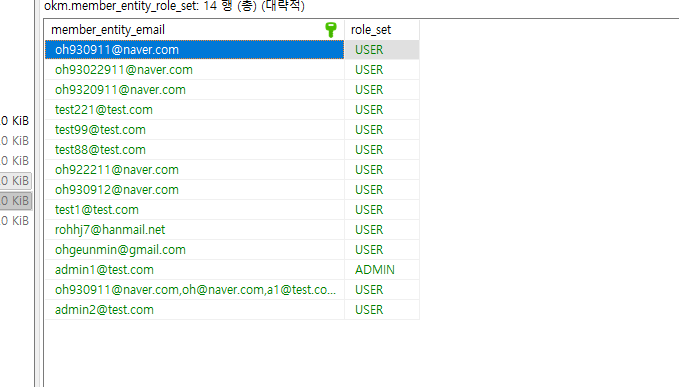 okm.member_entity_role_set: 14 행 (총) (대략적)
member_entity_email role_set
oh930911@naver.com USER
oh93022911@naver.com USER
oh9320911@naver.com USER
test221@test.com USER
test99@test.com USER
test88@test.com USER
oh922211@naver.com USER
oh930912@naver.com USER
test1@test.com USER
rohhj7@hanmail.net USER
ohgeunmin@gmail.com USER
admin1@test.com ADMIN
oh930911@naver.com,oh@naver.com,a1@test.co... USER
admin2@test.com USER
0 KiB
0 KiB
0 KiB
0 KiB
0 KiB
0 KiB